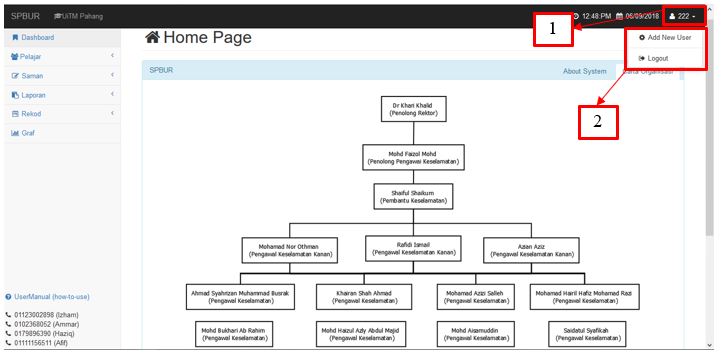 SPBUR UiTM Pahang 12:48:PM 06/09/2018 222
1
Add New User
Logout
2
Dashboard
Pelajar
Saman
Laporan
Rekod
Graf
Home Page
SPBUR About System Carta Organisasi
Dr Khari Khalid
(Penolong Rektor)
Mohd Faizol Mohd
(Penolong Pengawai Keselamatan)
Shaiful Shaikum
(Pembantu Keselamatan)
Mohamad Nor Othman
(Pengawal Keselamatan Kanan)
Rafidi Ismail
(Pengawal Keselamatan Kanan)
Azian Aziz
(Pengawal Keselamatan Kanan)
Ahmad Syahrizan Muhammad Busrak
(Pengawal Keselamatan)
Khairan Shah Ahmad
(Pengawal Keselamatan)
Mohamad Azizi Salleh
(Pengawal Keselamatan)
Mohamad Hairil Hafiz Mohamad Razi
(Pengawal Keselamatan)
Mohd Bukhari Ab Rahim
(Pengawal Keselamatan)
Mohd Haizul Azly Abdul Majid
(Pengawal Keselamatan)
Mohd Aisamuddin
(Pengawal Keselamatan)
Saidatul Syafikah
(Pengawal Keselamatan)
UserManual (how-to-use)
01123002898 (Izham)
0102368052 (Ammar)
0179896390 (Haziq)
01111156511 (Afif)